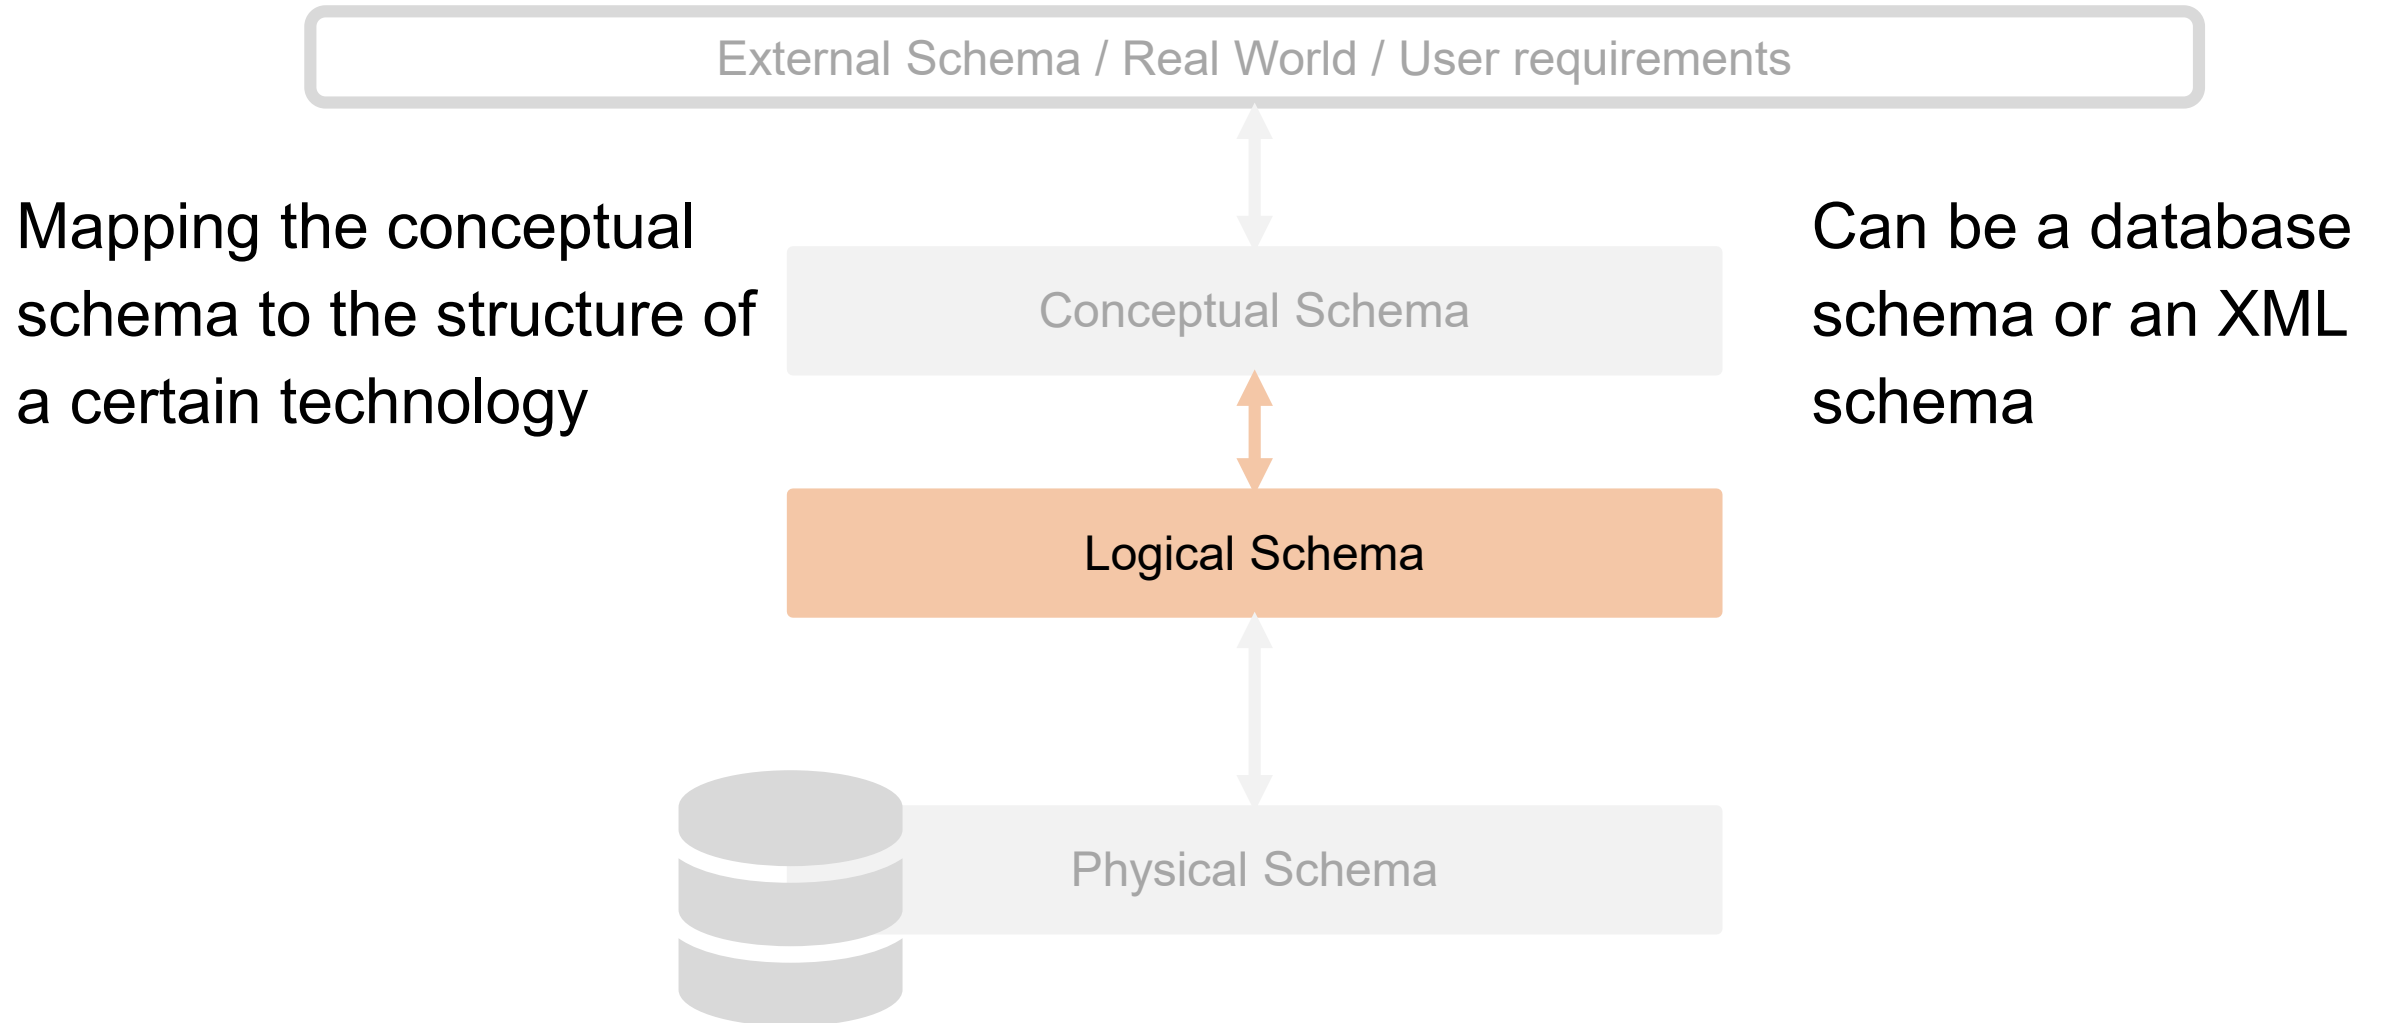 External Schema / Real World / User requirements
Mapping the conceptual
schema to the structure of
a certain technology
Can be a database
schema or an XML
schema
Conceptual Schema
Logical Schema
Physical Schema